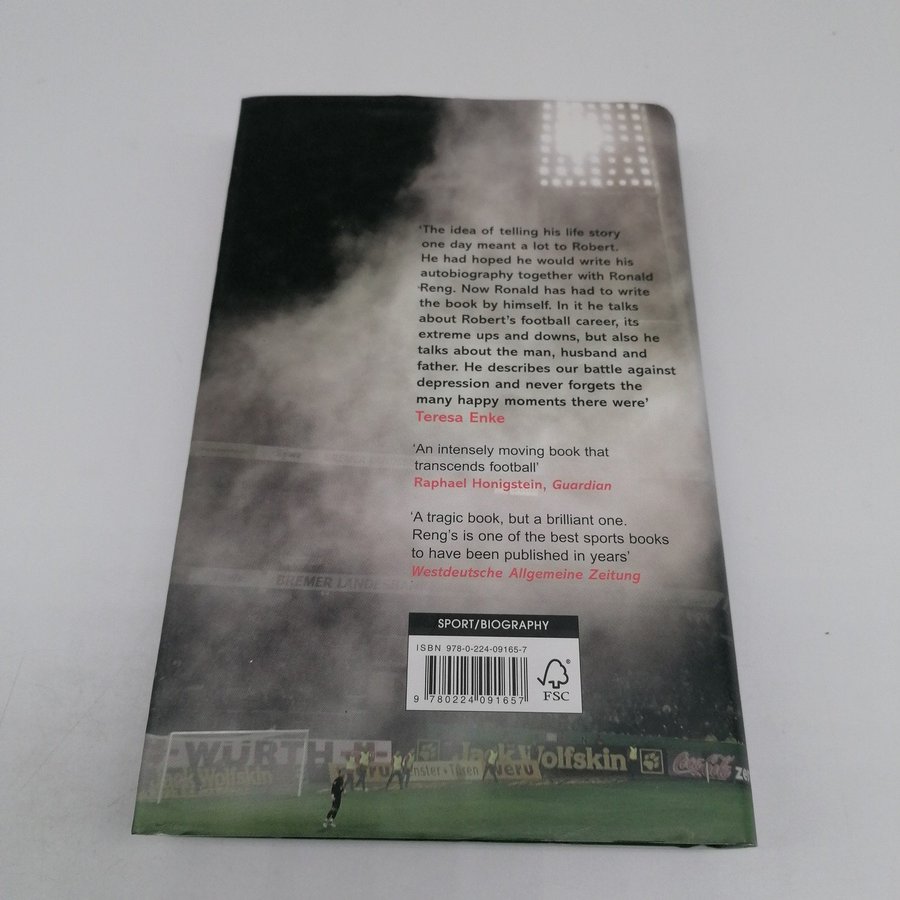 'The idea of telling his life story
one day meant a lot to Robert.
He had hoped he would write his
autobiography together with Ronald
Reng. Now Ronald has had to write
the book by himself. In it he talks
about Robert's football career, its
extreme ups and downs, but also he
talks about the man, husband and
father. He describes our battle against
depression and never forgets the
many happy moments there were'
Teresa Enke
'An intensely moving book that
transcends football'
Raphael Honigstein, Guardian
'A tragic book, but a brilliant one.
Reng's is one of the best sports books
to have been published in years'
Westdeutsche Allgemeine Zeitung
BREMER LANDESBA
SPORT/BIOGRAPHY
ISBN 978-0-224-09165-7
9 780224 091657
FSC
WÜRTH
Jack Wolfskin
Jack Wolfskin
nster + Türen
Coca-Cola